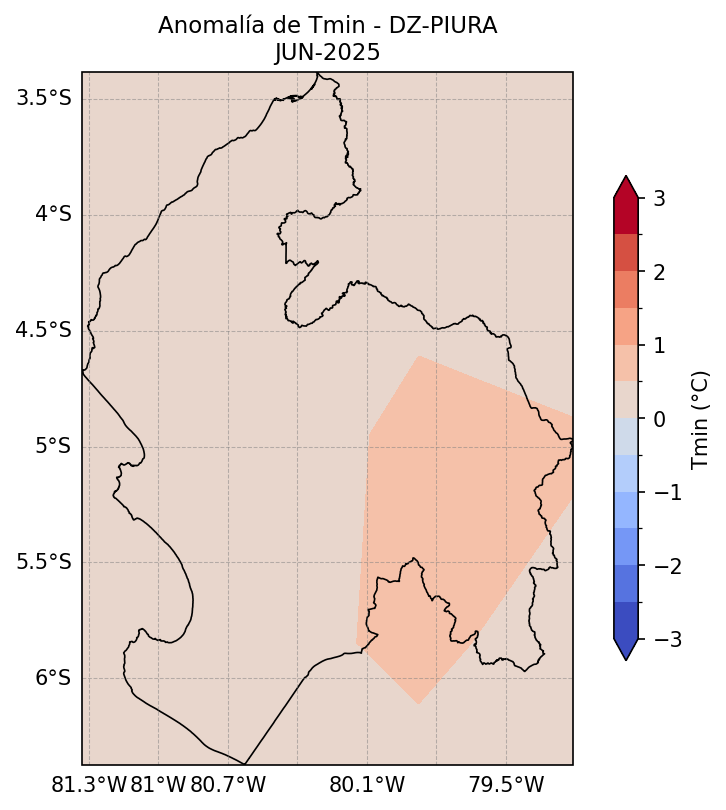 Anomalía de Tmin - DZ-PIURA
JUN-2025
3.5°S
4°S
4.5°S
5°S
5.5°S
6°S
81.3°W 81°W 80.7°W 80.1°W 79.5°W
3
2
1
0
−1
−2
−3
Tmin (°C)